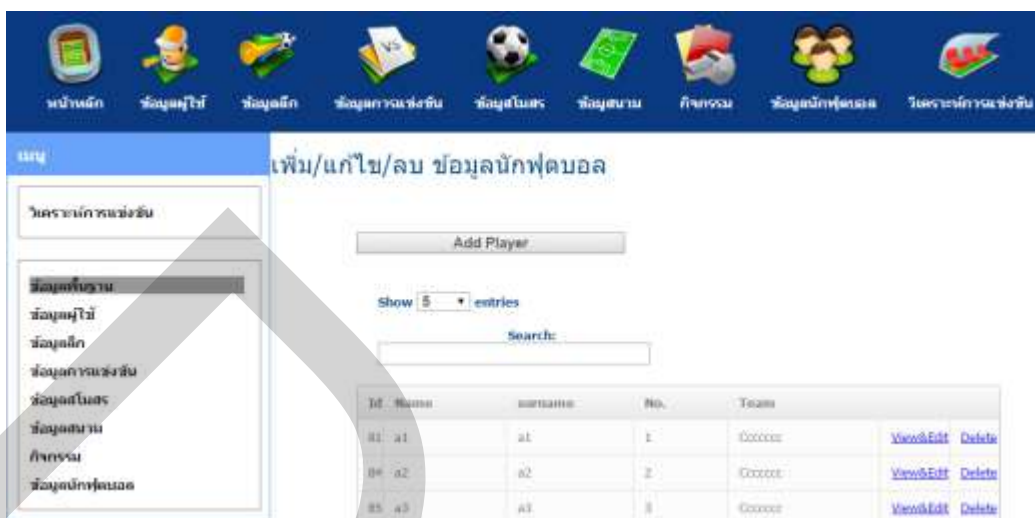 หน้าหลัก ข้อมูลผู้ใช้ ข้อมูลลีก ข้อมูลการแข่งขัน ข้อมูลสโมสร ข้อมูลสนาม กิจกรรม ข้อมูลนักฟุตบอล วิเคราะห์การแข่งขัน
VS
เมนู
เพิ่ม/แก้ไข/ลบ ข้อมูลนักฟุตบอล
วิเคราะห์การแข่งขัน
Add Player
ข้อมูลพื้นฐาน
ข้อมูลผู้ใช้
ข้อมูลลีก
ข้อมูลการแข่งขัน
ข้อมูลสโมสร
ข้อมูลสนาม
กิจกรรม
ข้อมูลนักฟุตบอล
Show 5 entries
Search:
Id Name surname No. Team
81 a1 a1 1 View&Edit Delete
a2 a2 2 View&Edit Delete
85 a3 a3 3 View&Edit Delete